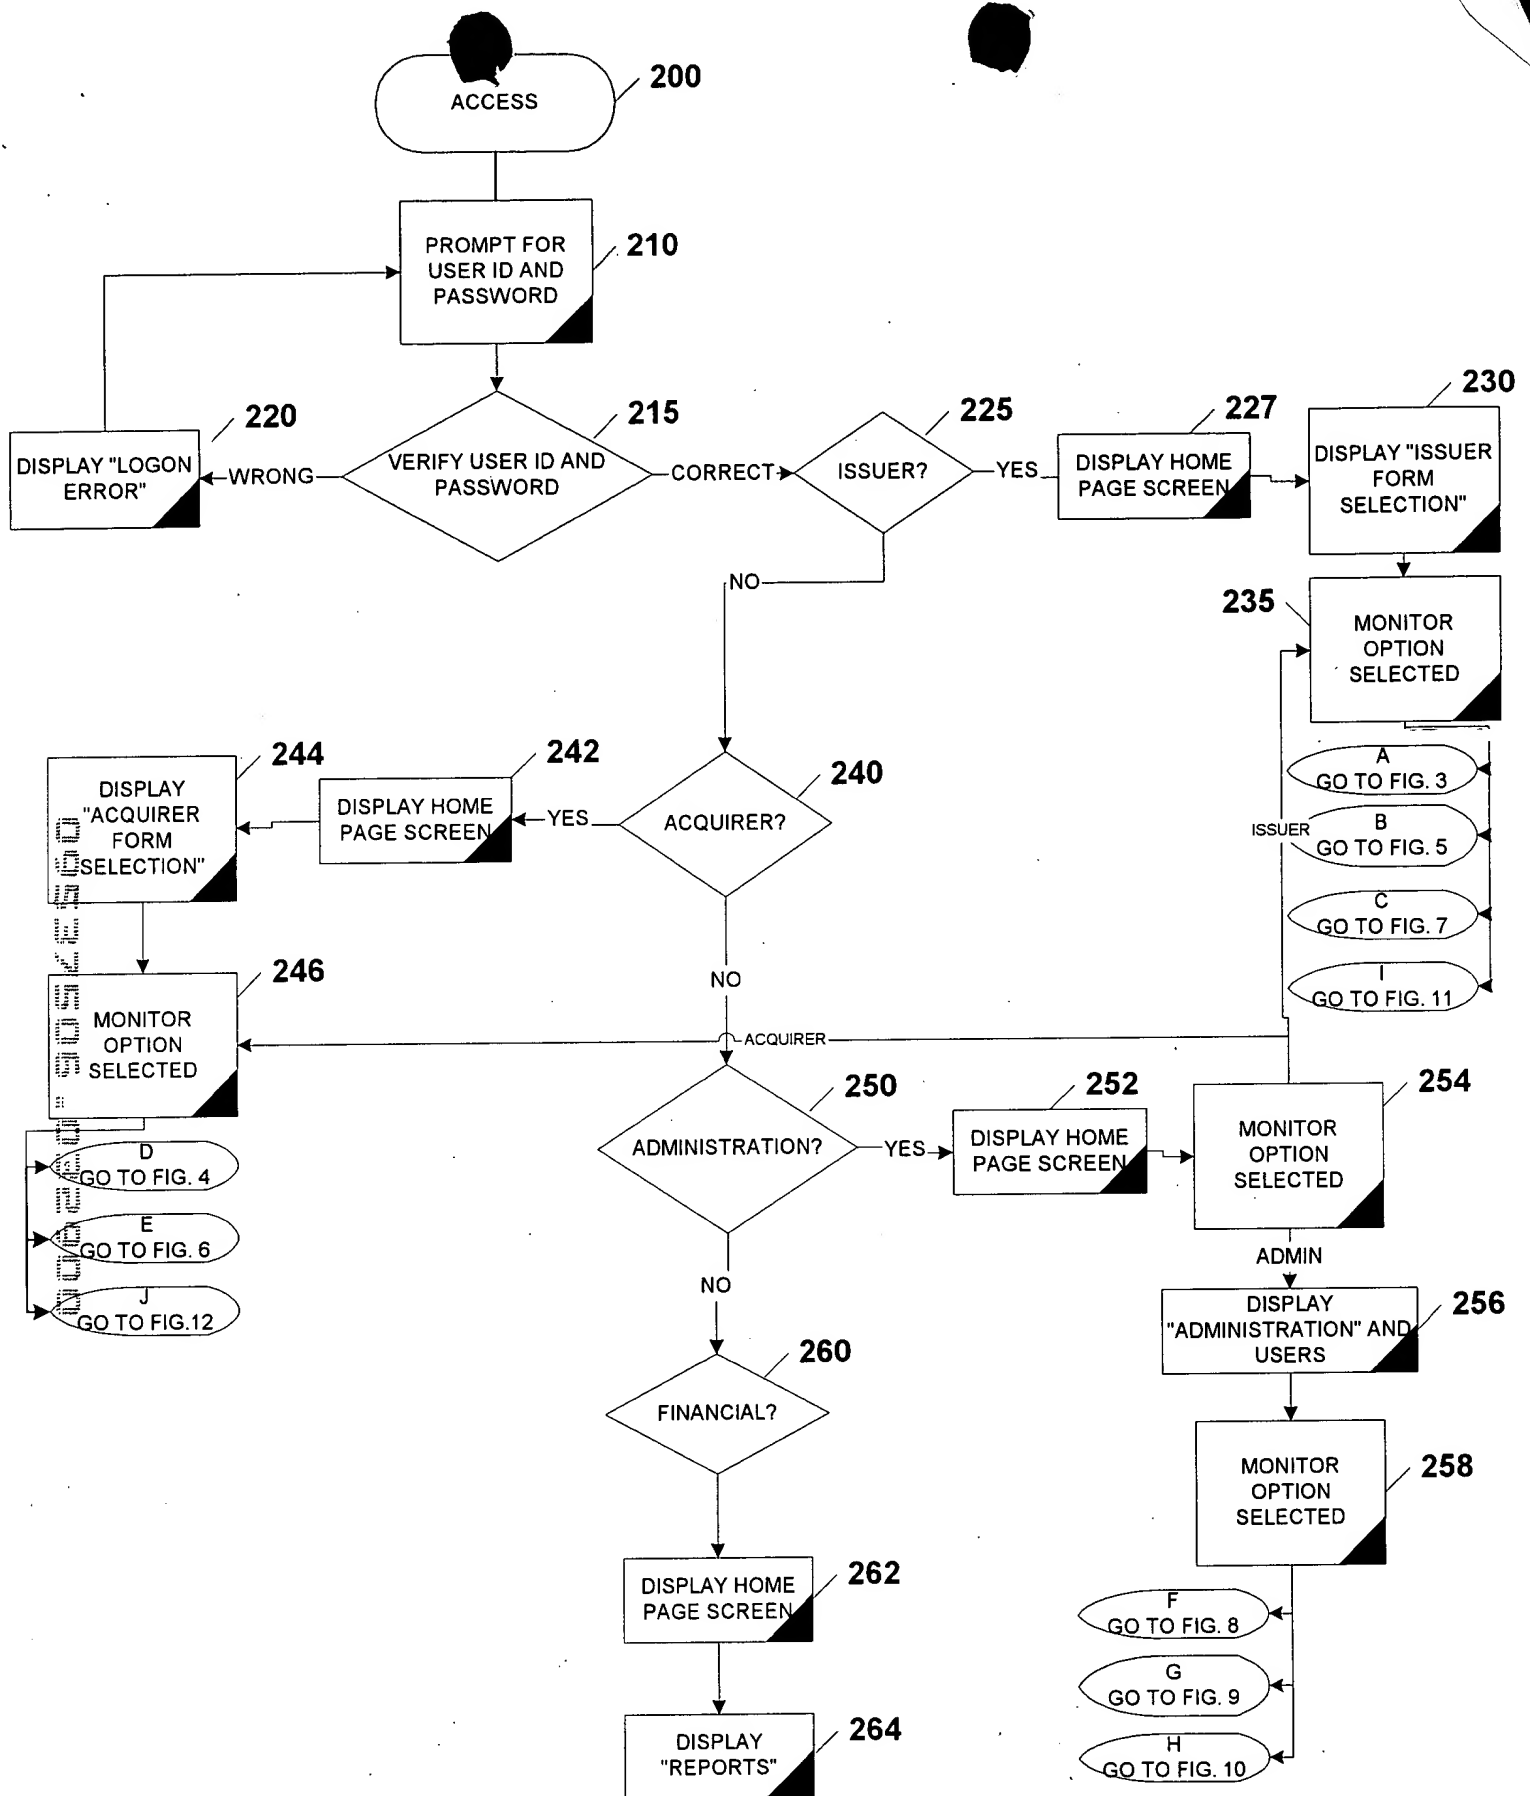 ACCESS
200
PROMPT FOR
USER ID AND
PASSWORD
210
VERIFY USER ID AND
PASSWORD
215
WRONG
DISPLAY "LOGON
ERROR"
220
CORRECT
ISSUER?
225
YES
DISPLAY HOME
PAGE SCREEN
227
DISPLAY "ISSUER
FORM
SELECTION"
230
NO
MONITOR
OPTION
SELECTED
235
A
GO TO FIG. 3
B
GO TO FIG. 5
C
GO TO FIG. 7
I
GO TO FIG. 11
ISSUER
ACQUIRER?
240
YES
DISPLAY HOME
PAGE SCREEN
242
DISPLAY
"ACQUIRER
FORM
SELECTION"
244
MONITOR
OPTION
SELECTED
246
D
GO TO FIG. 4
E
GO TO FIG. 6
J
GO TO FIG.12
NO
ACQUIRER
ADMINISTRATION?
250
YES
DISPLAY HOME
PAGE SCREEN
252
MONITOR
OPTION
SELECTED
254
ADMIN
DISPLAY
"ADMINISTRATION" AND
USERS
256
MONITOR
OPTION
SELECTED
258
F
GO TO FIG. 8
G
GO TO FIG. 9
H
GO TO FIG. 10
NO
FINANCIAL?
260
DISPLAY HOME
PAGE SCREEN
262
DISPLAY
"REPORTS"
264